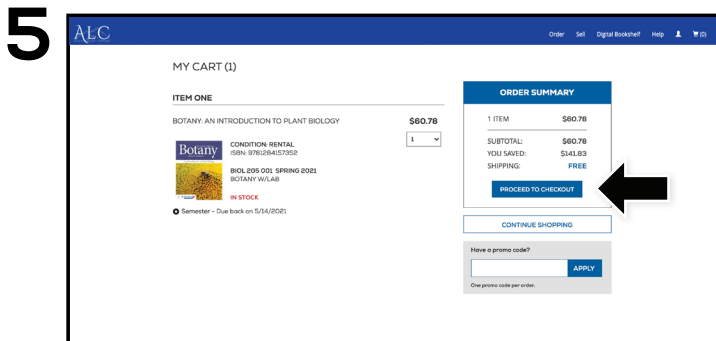 5
ALC
Order Sell Digital Bookshelf Help (0)
MY CART (1)
ITEM ONE
BOTANY: AN INTRODUCTION TO PLANT BIOLOGY $60.78
1
Botany
CONDITION: RENTAL
ISBN: 9781284157352
BIOL 205 001 SPRING 2021
BOTANY W/LAB
IN STOCK
Semester - Due back on 5/14/2021
ORDER SUMMARY
1 ITEM $60.78
SUBTOTAL: $60.78
YOU SAVED: $141.83
SHIPPING: FREE
PROCEED TO CHECKOUT
CONTINUE SHOPPING
Have a promo code?
APPLY
One promo code per order.